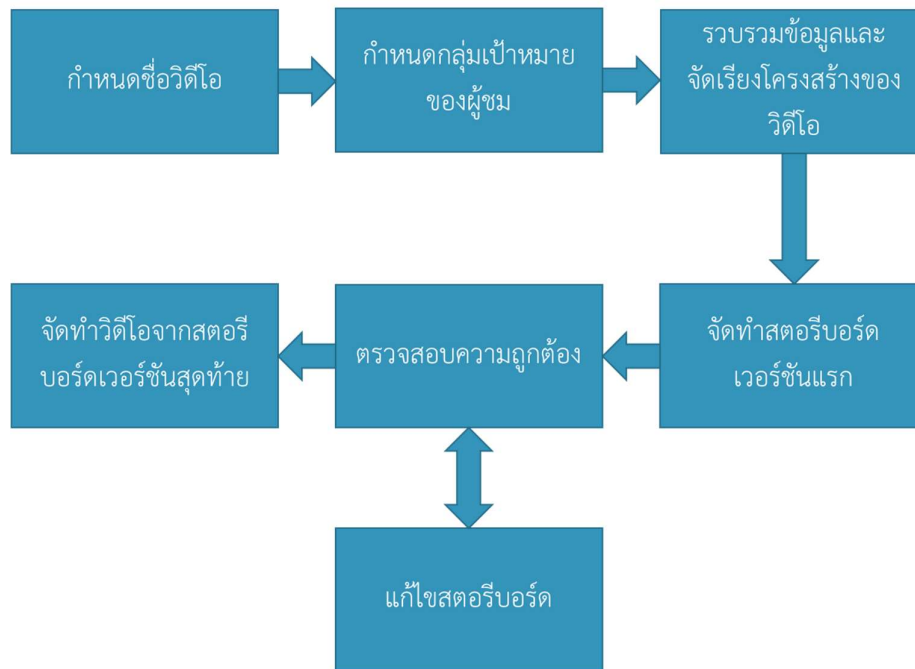 กำหนดชื่อวิดีโอ
กำหนดกลุ่มเป้าหมาย
ของผู้ชม
รวบรวมข้อมูลและ
จัดเรียงโครงสร้างของ
วิดีโอ
จัดทำสตอรีบอร์ด
เวอร์ชันแรก
ตรวจสอบความถูกต้อง
จัดทำวิดีโอจากสตอรี
บอร์ดเวอร์ชันสุดท้าย
แก้ไขสตอรีบอร์ด